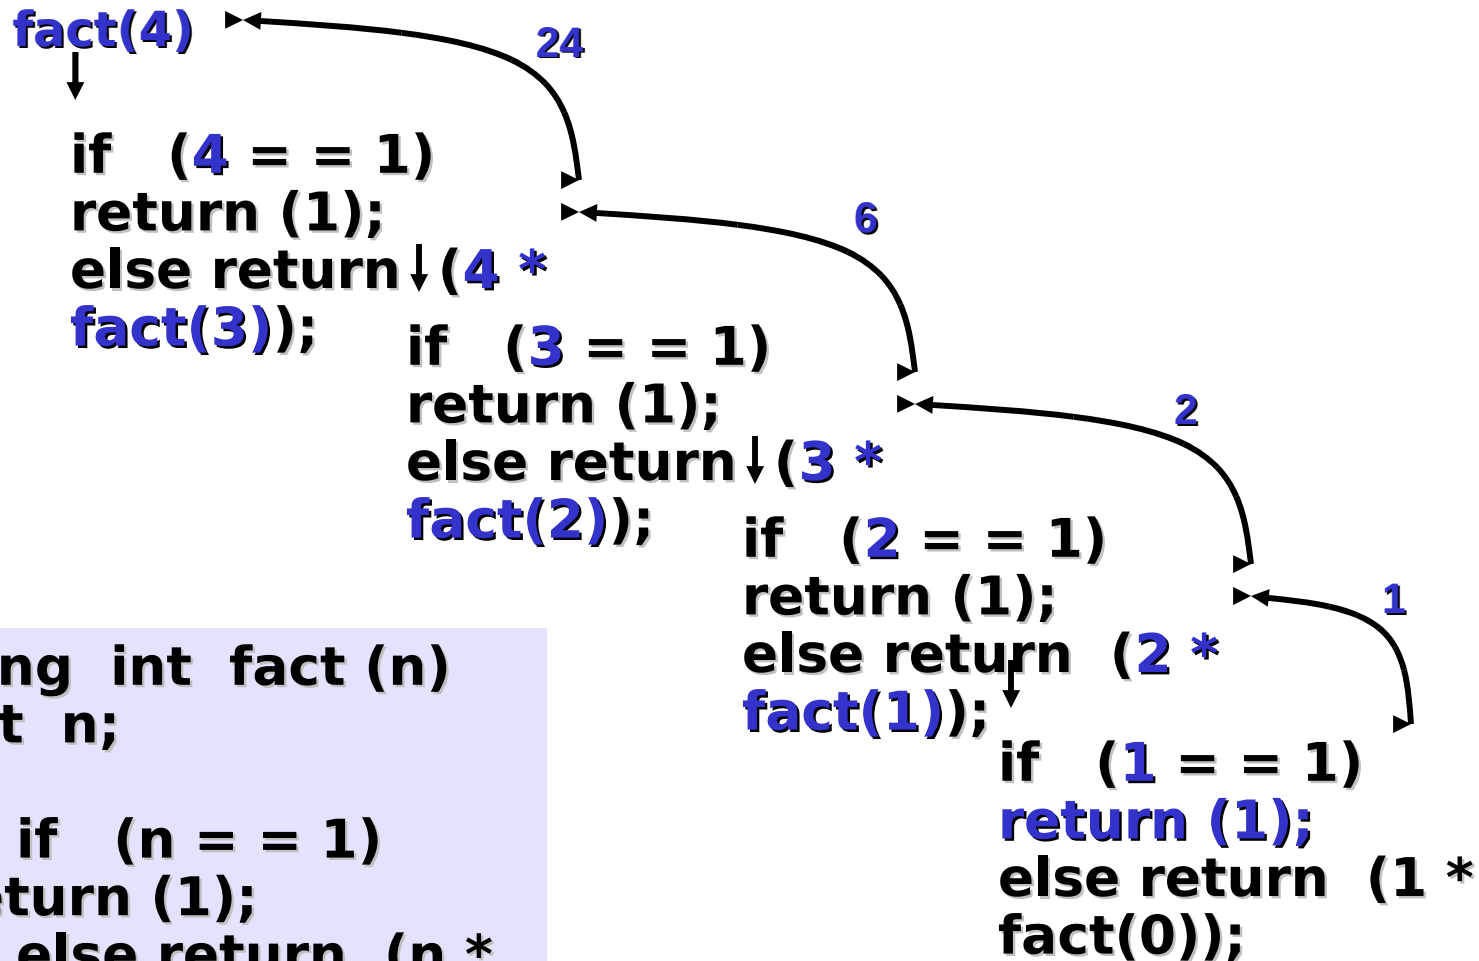 fact(4)
24
if (4 = = 1)
return (1);
else return (4 *
fact(3));
6
if (3 = = 1)
return (1);
else return (3 *
fact(2));
2
if (2 = = 1)
return (1);
else return (2 *
fact(1));
1
if (1 = = 1)
return (1);
else return (1 *
fact(0));
ng int fact (n)
t n;
if (n = = 1)
eturn (1);
else return (n *